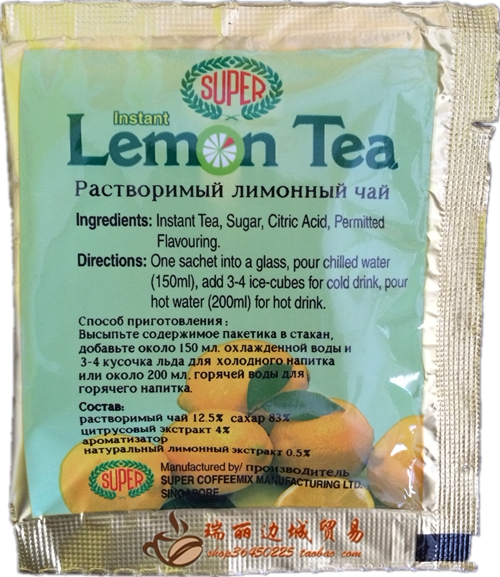 SUPER
Instant
Lemon Tea
Растворимый лимонный чай
Ingredients: Instant Tea, Sugar, Citric Acid, Permitted
Flavouring.
Directions: One sachet into a glass, pour chilled water
(150ml), add 3-4 ice-cubes for cold drink, pour
hot water (200ml) for hot drink.
Способ приготовления:
Высыпьте содержимое пакетика в стакан,
добавьте около 150 мл. охлажденной воды и
3-4 кусочка льда для холодного напитка
или около 200 мл. горячей воды для
горячего напитка.
Состав:
растворимый чай 12.5% сахар 83%
цитрусовый экстракт 4%
ароматизатор
натуральный лимонный экстракт 0.5%
SUPER
Manufactured by/ производитель
SUPER COFFEEMIX MANUFACTURING LTD.
SINGAPORE
瑞丽边城贸易
shop36450225.taobao.com